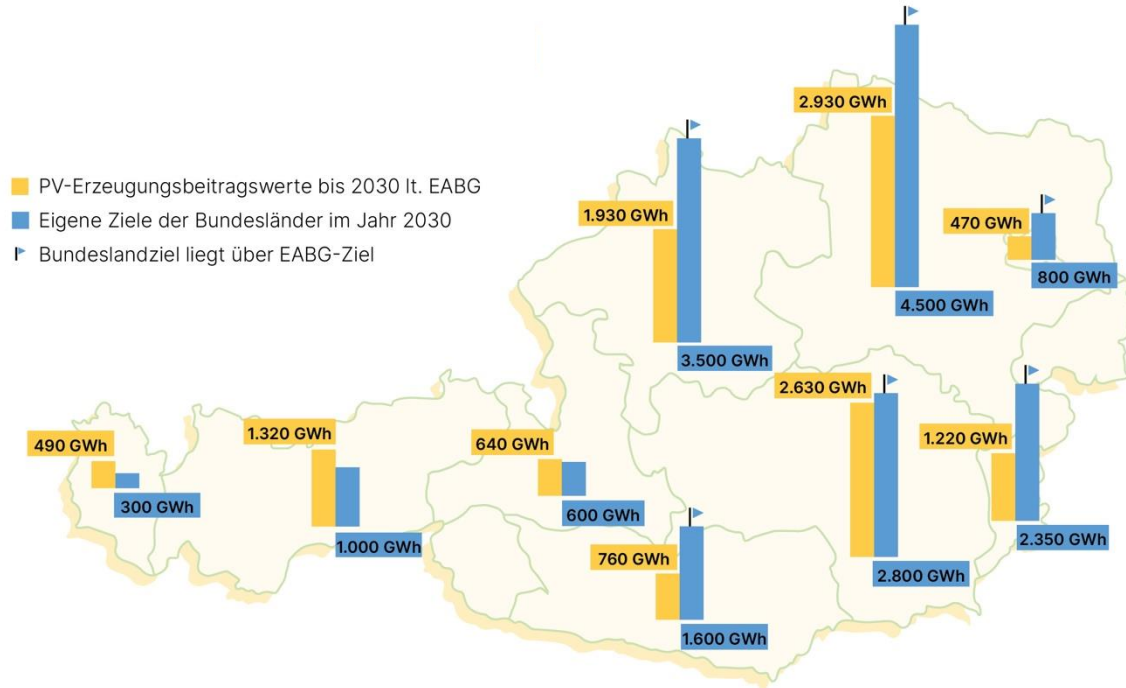 PV-Erzeugungsbeitragswerte bis 2030 lt. EABG
Eigene Ziele der Bundesländer im Jahr 2030
Bundeslandziel liegt über EABG-Ziel
2.930 GWh
4.500 GWh
1.930 GWh
3.500 GWh
470 GWh
800 GWh
2.630 GWh
2.800 GWh
1.220 GWh
2.350 GWh
490 GWh
300 GWh
1.320 GWh
1.000 GWh
640 GWh
600 GWh
760 GWh
1.600 GWh